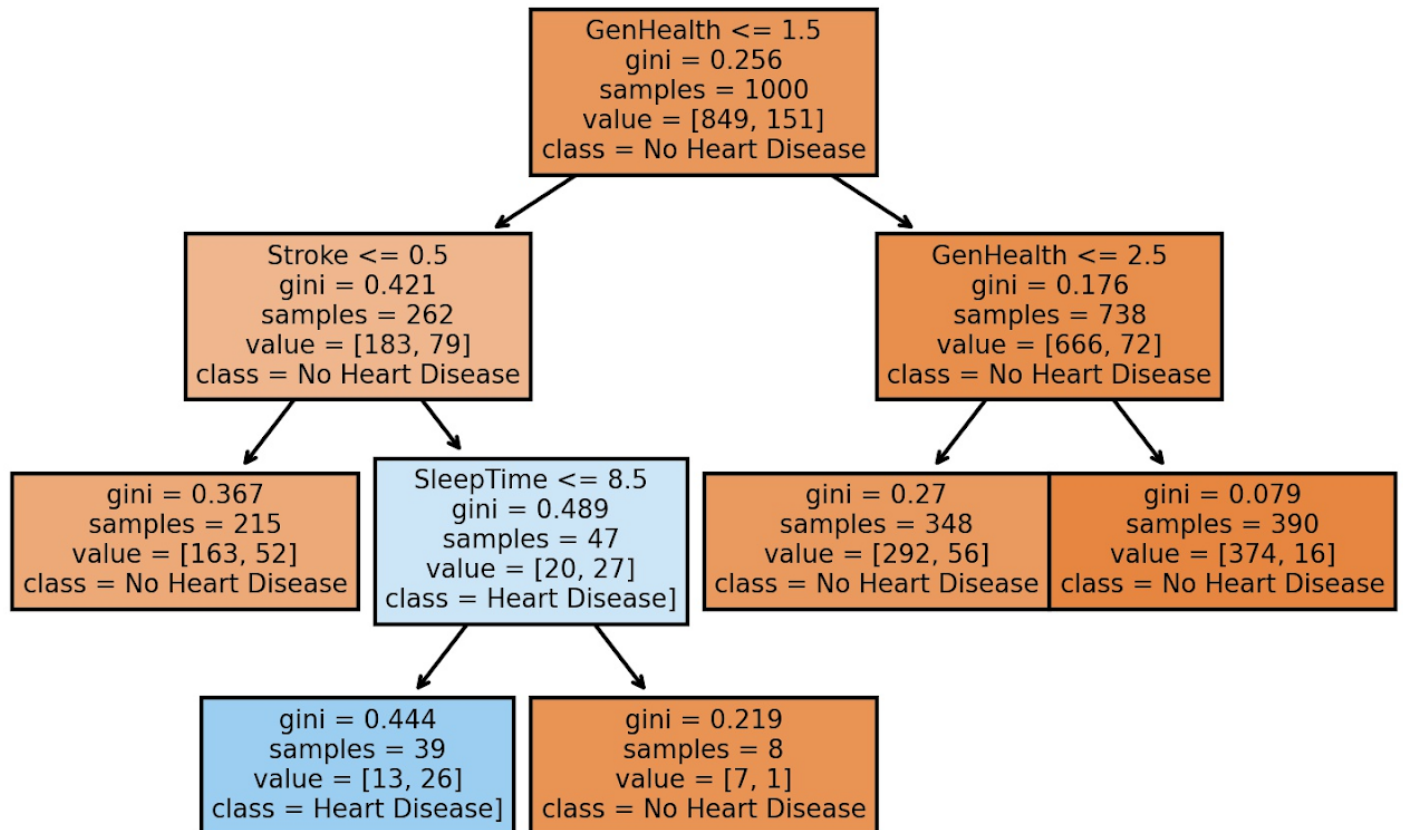 GenHealth <= 1.5
gini = 0.256
samples = 1000
value = [849, 151]
class = No Heart Disease
Stroke <= 0.5
gini = 0.421
samples = 262
value = [183, 79]
class = No Heart Disease
GenHealth <= 2.5
gini = 0.176
samples = 738
value = [666, 72]
class = No Heart Disease
gini = 0.367
samples = 215
value = [163, 52]
class = No Heart Disease
SleepTime <= 8.5
gini = 0.489
samples = 47
value = [20, 27]
class = Heart Disease]
gini = 0.27
samples = 348
value = [292, 56]
class = No Heart Disease
gini = 0.079
samples = 390
value = [374, 16]
class = No Heart Disease
gini = 0.444
samples = 39
value = [13, 26]
class = Heart Disease]
gini = 0.219
samples = 8
value = [7, 1]
class = No Heart Disease